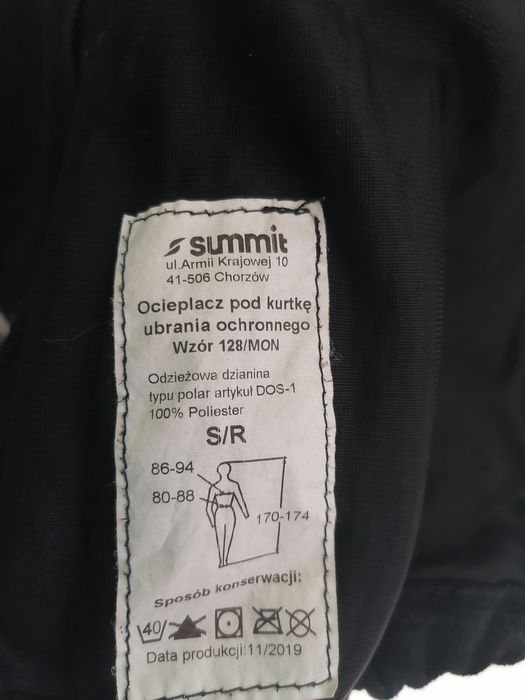 summit
ul.Armii Krajowej 10
41-506 Chorzów
Ocieplacz pod kurtkę
ubrania ochronnego
Wzór 128/MON
Odzieżowa dzianina
typu polar artykuł DOS-1
100% Poliester
S/R
86-94
80-88
170-174
Sposób konserwacji:
40
Data produkcji:11/2019